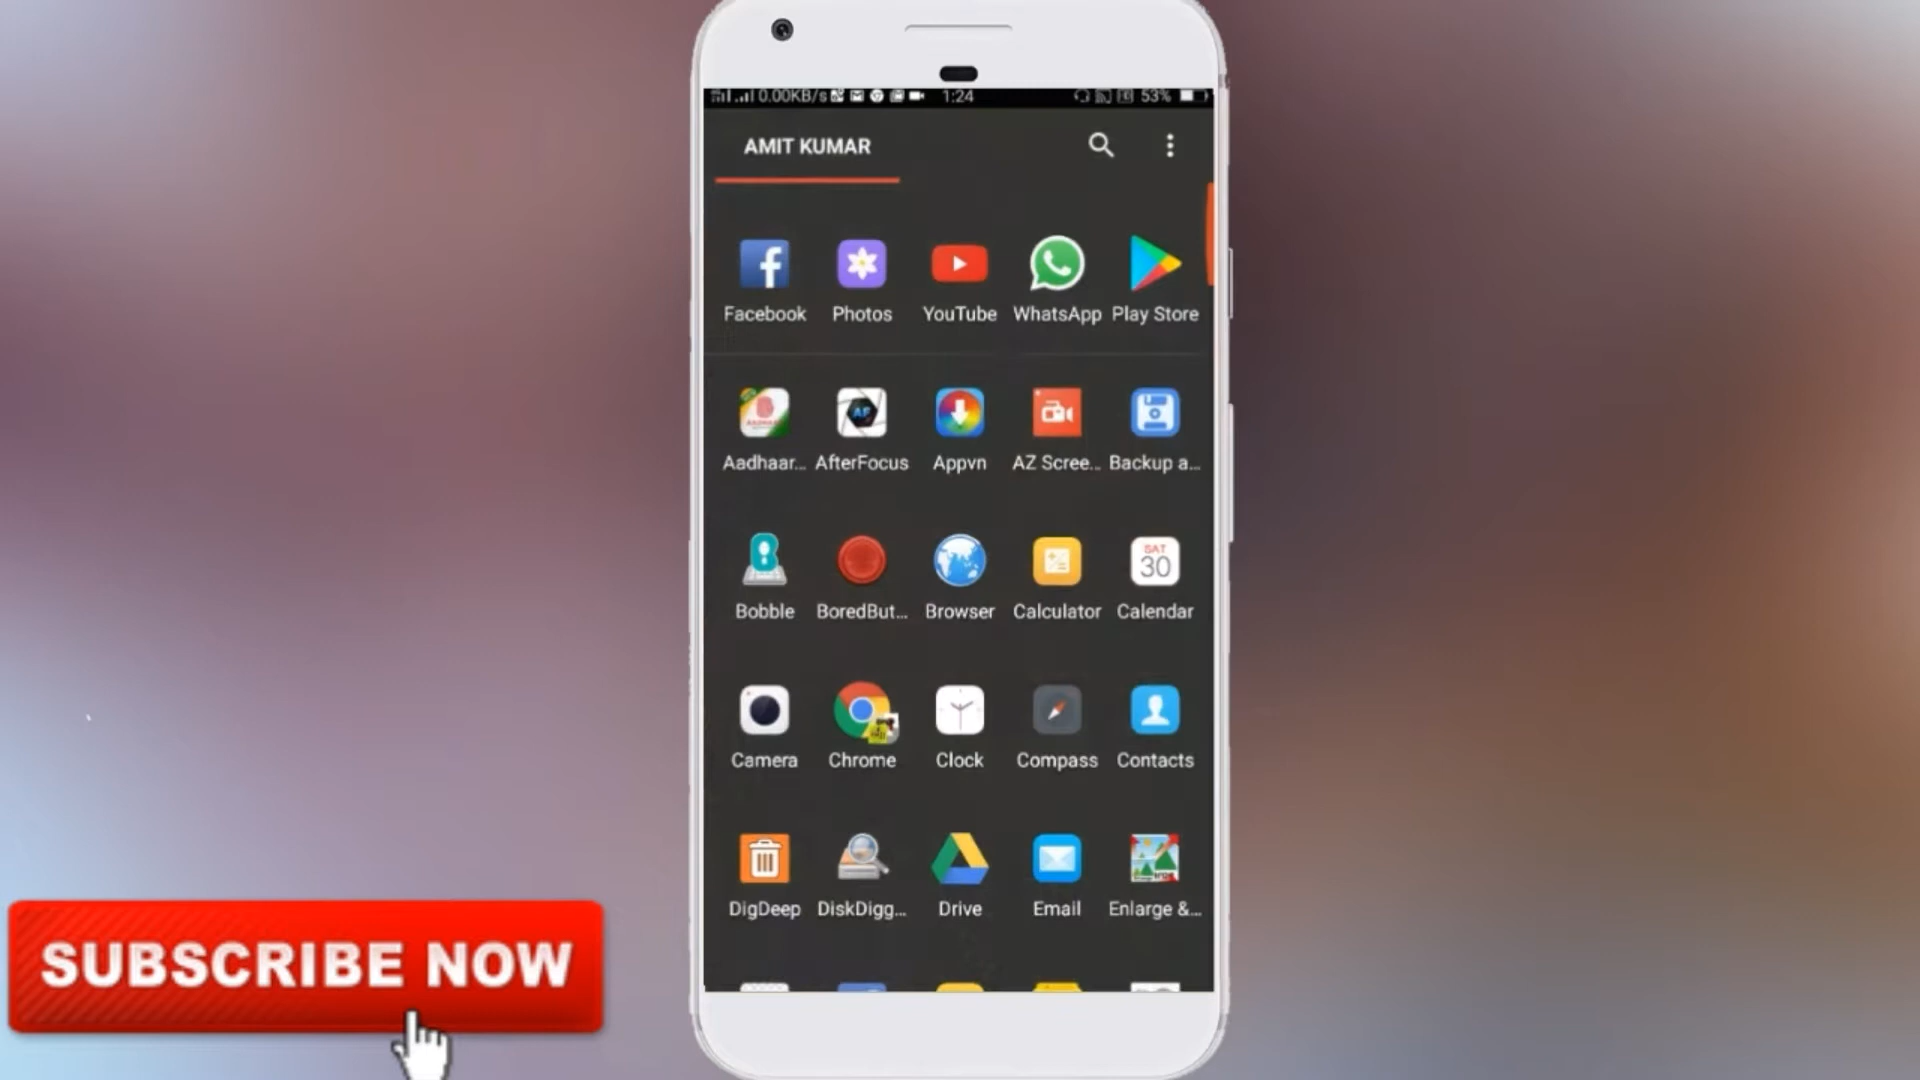 0.00KB/s 1:24 53%
AMIT KUMAR
Facebook Photos YouTube WhatsApp Play Store
Aadhaar... AfterFocus Appvn AZ Scree... Backup a...
AF
Bobble BoredBut... Browser Calculator Calendar
SAT
30
Camera Chrome Clock Compass Contacts
DigDeep DiskDigg... Drive Email Enlarge &...
SUBSCRIBE NOW